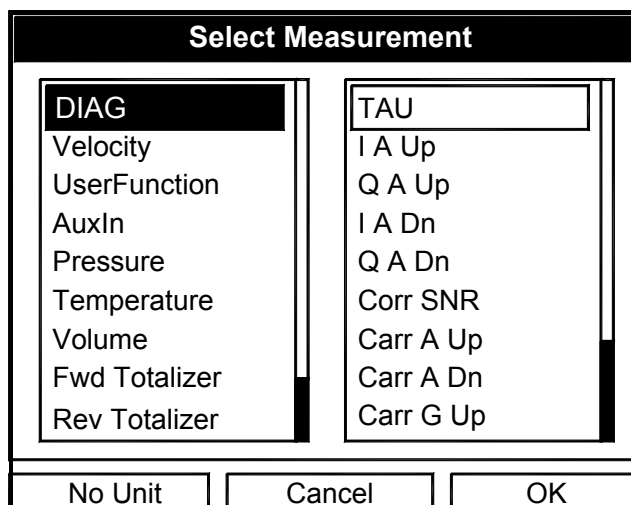 Select Measurement
DIAG
Velocity
UserFunction
AuxIn
Pressure
Temperature
Volume
Fwd Totalizer
Rev Totalizer
TAU
I A Up
Q A Up
I A Dn
Q A Dn
Corr SNR
Carr A Up
Carr A Dn
Carr G Up
No Unit
Cancel
OK